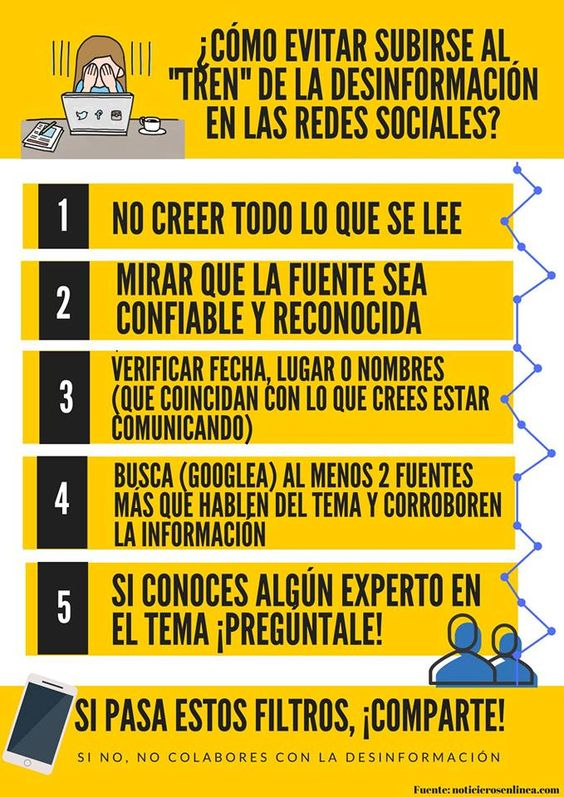 ¿CÓMO EVITAR SUBIRSE AL
"TREN" DE LA DESINFORMACIÓN
EN LAS REDES SOCIALES?
1
NO CREER TODO LO QUE SE LEE
2
MIRAR QUE LA FUENTE SEA
CONFIABLE Y RECONOCIDA
3
VERIFICAR FECHA, LUGAR O NOMBRES
(QUE COINCIDAN CON LO QUE CREES ESTAR
COMUNICANDO)
4
BUSCA (GOOGLEA) AL MENOS 2 FUENTES
MÁS QUE HABLEN DEL TEMA Y CORROBOREN
LA INFORMACIÓN
5
SI CONOCES ALGÚN EXPERTO EN
EL TEMA ¡PREGÚNTALE!
SI PASA ESTOS FILTROS, ¡COMPARTE!
SI NO, NO COLABORES CON LA DESINFORMACIÓN
Fuente: noticierosenlinea.com